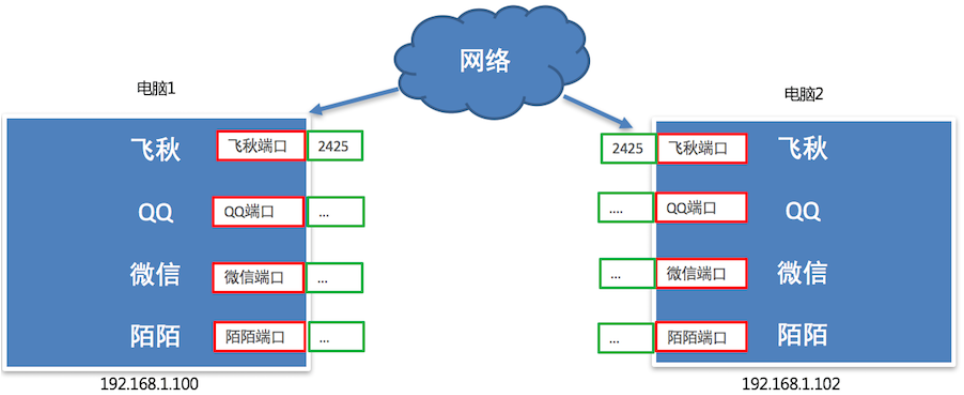 网络
电脑1
飞秋
飞秋端口
2425
QQ
QQ端口
...
微信
微信端口
...
陌陌
陌陌端口
...
192.168.1.100
电脑2
2425
飞秋端口
飞秋
....
QQ端口
QQ
...
微信端口
微信
...
陌陌端口
陌陌
192.168.1.102